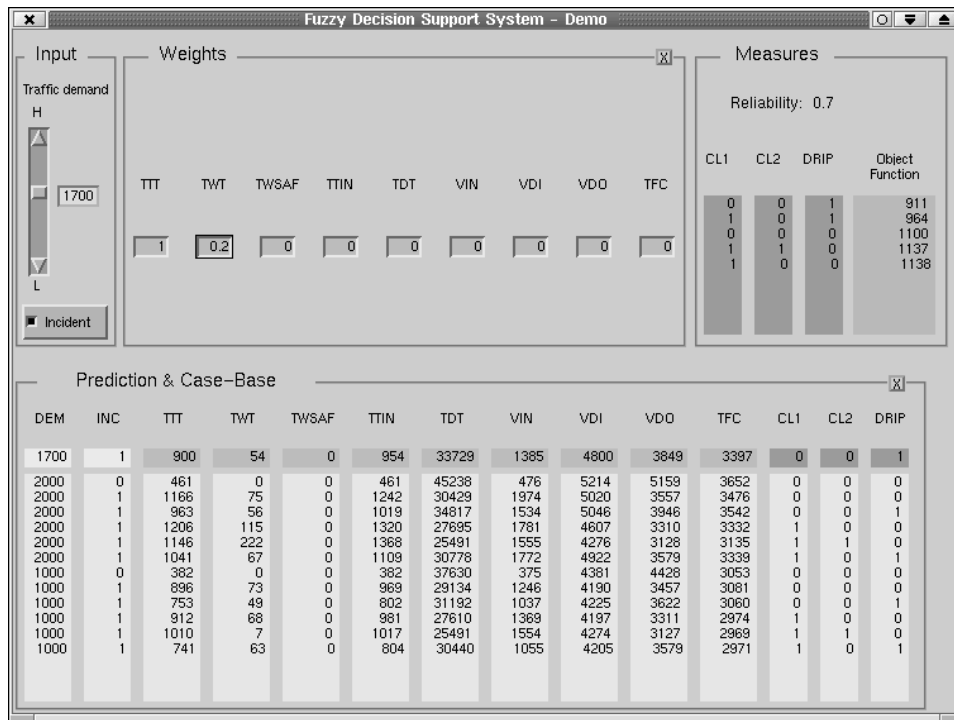 Fuzzy Decision Support System - Demo
Input
Traffic demand
H
1700
L
Incident
Weights
X
TTT TWT TWSAF TTIN TDT VIN VDI VDO TFC
1 0.2 0 0 0 0 0 0 0
Measures
Reliability: 0.7
CL1 CL2 DRIP Object Function
0 0 1 911
1 0 1 964
0 0 0 1100
1 1 0 1137
1 0 0 1138
Prediction & Case-Base
X
DEM INC TTT TWT TWSAF TTIN TDT VIN VDI VDO TFC CL1 CL2 DRIP
1700 1 900 54 0 954 33729 1385 4800 3849 3397 0 0 1
2000 0 461 0 0 461 45238 476 5214 5159 3652 0 0 0
2000 1 1166 75 0 1242 30429 1974 5020 3557 3476 0 0 0
2000 1 963 56 0 1019 34817 1534 5046 3946 3542 0 0 1
2000 1 1206 115 0 1320 27695 1781 4607 3310 3332 1 0 0
2000 1 1146 222 0 1368 25491 1555 4276 3128 3135 1 1 0
2000 1 1041 67 0 1109 30778 1772 4922 3579 3339 1 0 1
1000 0 382 0 0 382 37630 375 4381 4428 3053 0 0 0
1000 1 896 73 0 969 29134 1246 4190 3457 3081 0 0 0
1000 1 753 49 0 802 31192 1037 4225 3622 3060 0 0 1
1000 1 912 68 0 981 27610 1369 4197 3311 2974 1 0 0
1000 1 1010 7 0 1017 25491 1554 4274 3127 2969 1 1 0
1000 1 741 63 0 804 30440 1055 4205 3579 2971 1 0 1